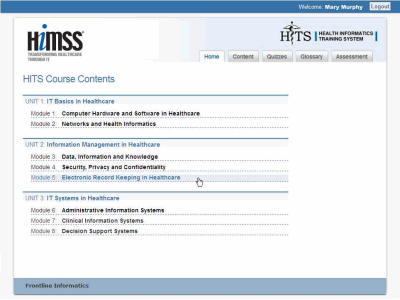 Welcome: Mary Murphy Logout
HIMSS
TRANSFORMING HEALTHCARE
THROUGH IT
HITS HEALTH INFORMATICS
TRAINING SYSTEM
Home Content Quizzes Glossary Assessment
HITS Course Contents
UNIT 1: IT Basics in Healthcare
Module 1: Computer Hardware and Software in Healthcare
Module 2: Networks and Health Informatics
UNIT 2: Information Management in Healthcare
Module 3: Data, Information and Knowledge
Module 4: Security, Privacy and Confidentiality
Module 5: Electronic Record Keeping in Healthcare
UNIT 3: IT Systems in Healthcare
Module 6: Administrative Information Systems
Module 7: Clinical Information Systems
Module 8: Decision Support Systems
Frontline Informatics